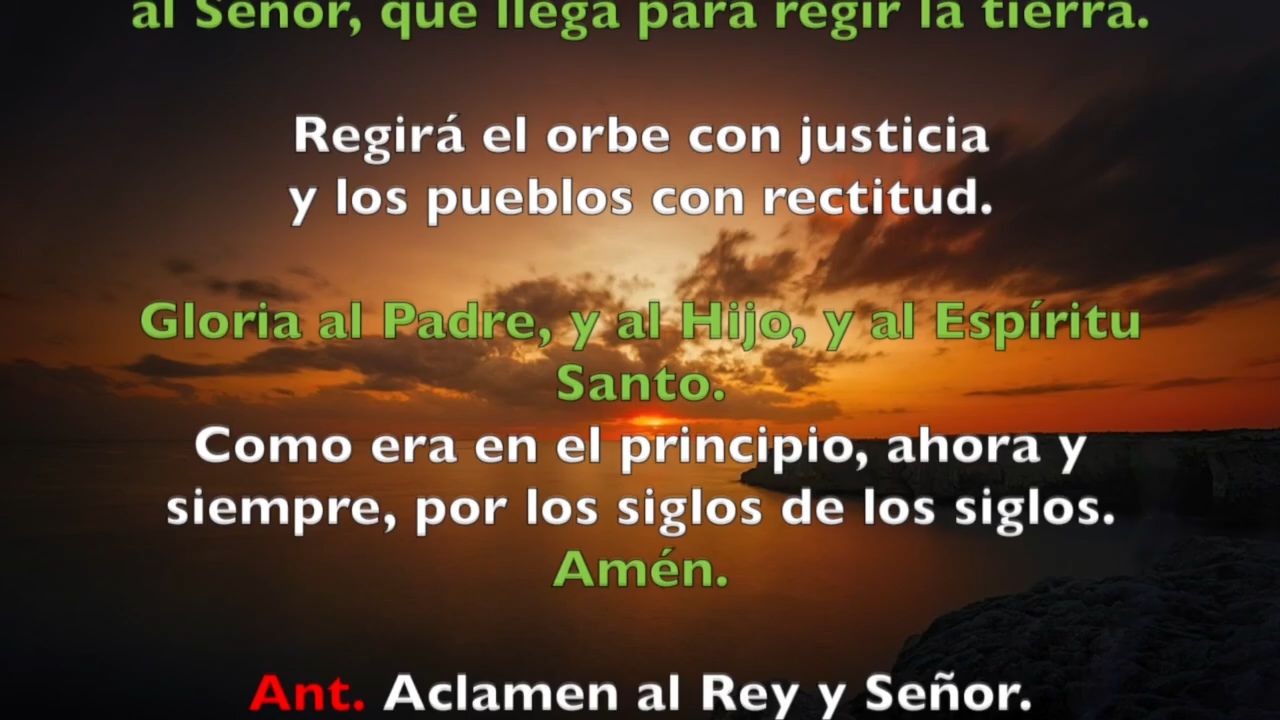 al Señor, que llega para regir la tierra.
Regirá el orbe con justicia
y los pueblos con rectitud.
Gloria al Padre, y al Hijo, y al Espíritu
Santo.
Como era en el principio, ahora y
siempre, por los siglos de los siglos.
Amén.
Ant. Aclamen al Rey y Señor.